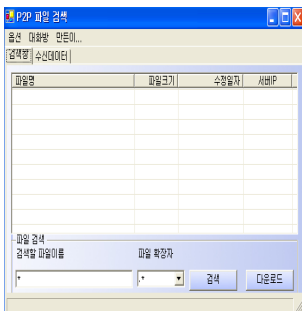 P2P 파일 검색
옵션 대화방 만든이...
검색창 수신데이터
파일명 파일크기 수정일자 서버IP
파일 검색
검색할 파일이름 파일 확장자
* .* 검색 다운로드